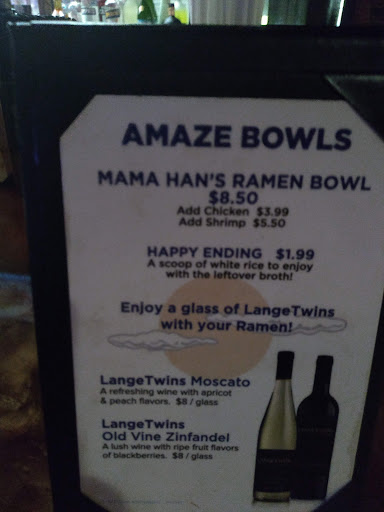 AMAZE BOWLS
MAMA HAN'S RAMEN BOWL
$8.50
Add Chicken $3.99
Add Shrimp $5.50
HAPPY ENDING $1.99
A scoop of white rice to enjoy
with the leftover broth!
Enjoy a glass of LangeTwins
with your Ramen!
LangeTwins Moscato
A refreshing wine with apricot
& peach flavors. $8 / glass
LangeTwins
Old Vine Zinfandel
A lush wine with ripe fruit flavors
of blackberries. $8 / glass